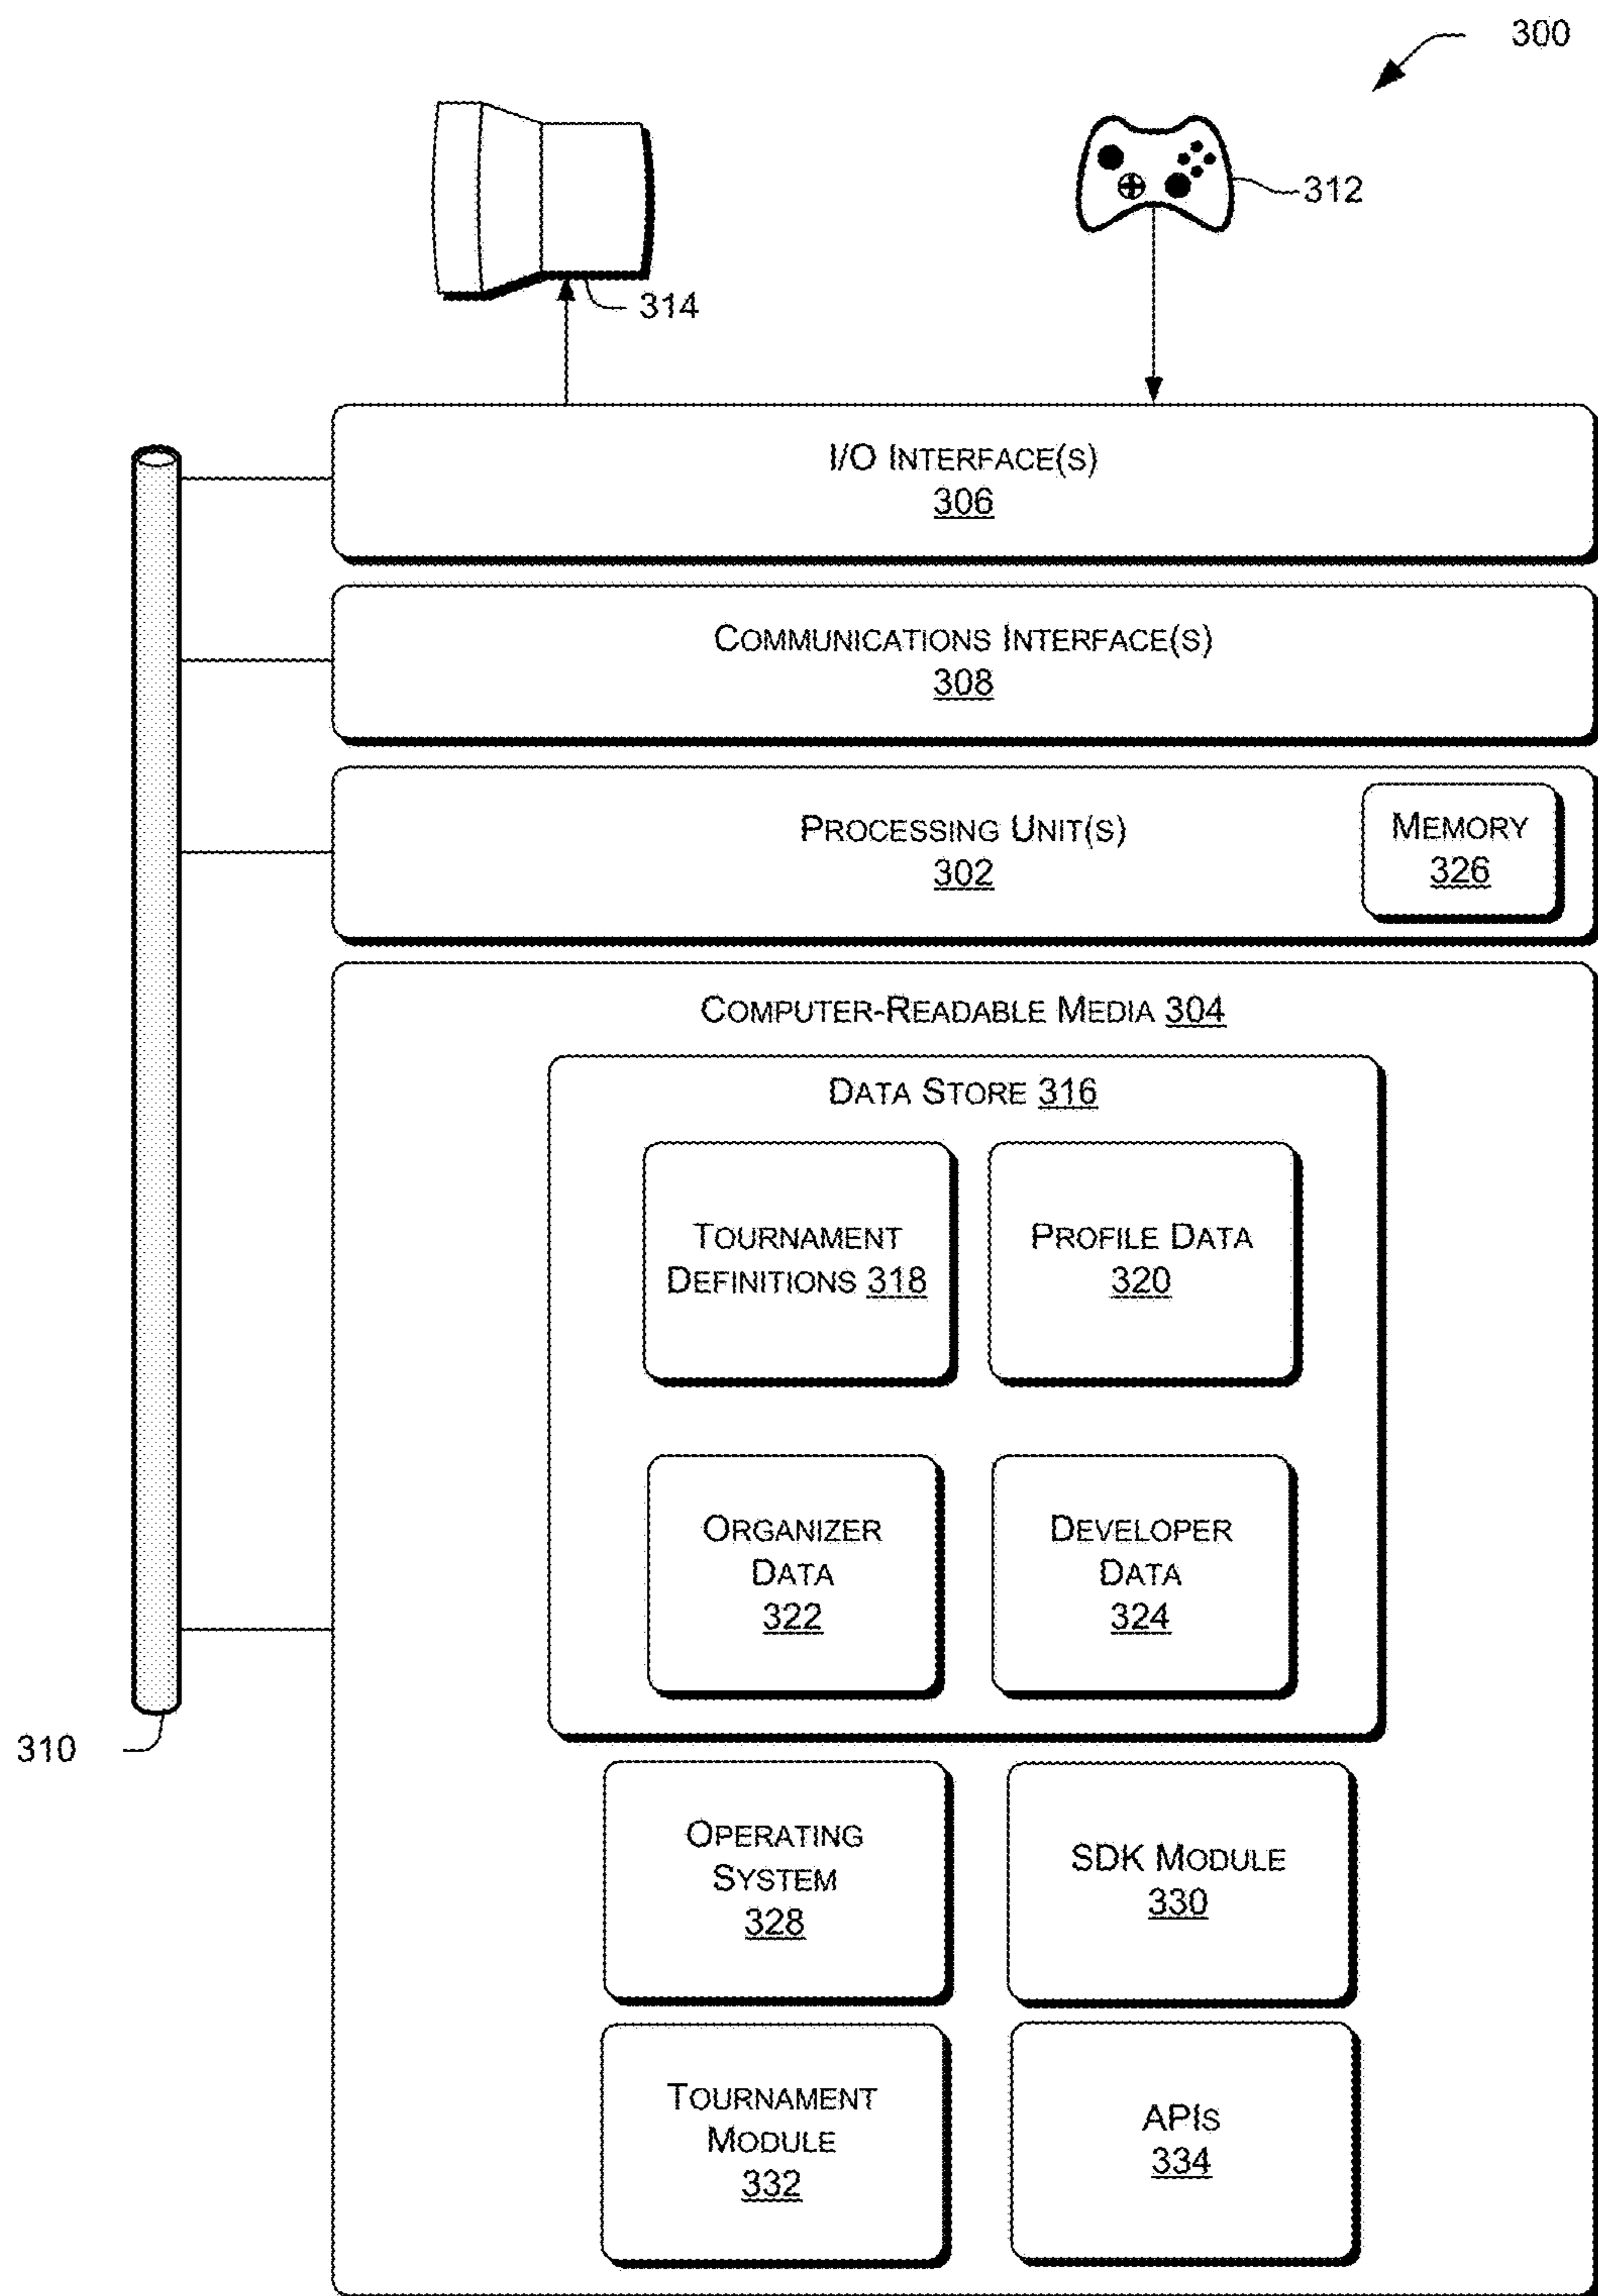 300
312
314
I/O INTERFACE(S)
306
COMMUNICATIONS INTERFACE(S)
308
PROCESSING UNIT(S)
302
MEMORY
326
COMPUTER-READABLE MEDIA 304
DATA STORE 316
TOURNAMENT
DEFINITIONS 318
PROFILE DATA
320
ORGANIZER
DATA
322
DEVELOPER
DATA
324
310
OPERATING
SYSTEM
328
SDK MODULE
330
TOURNAMENT
MODULE
332
APIS
334